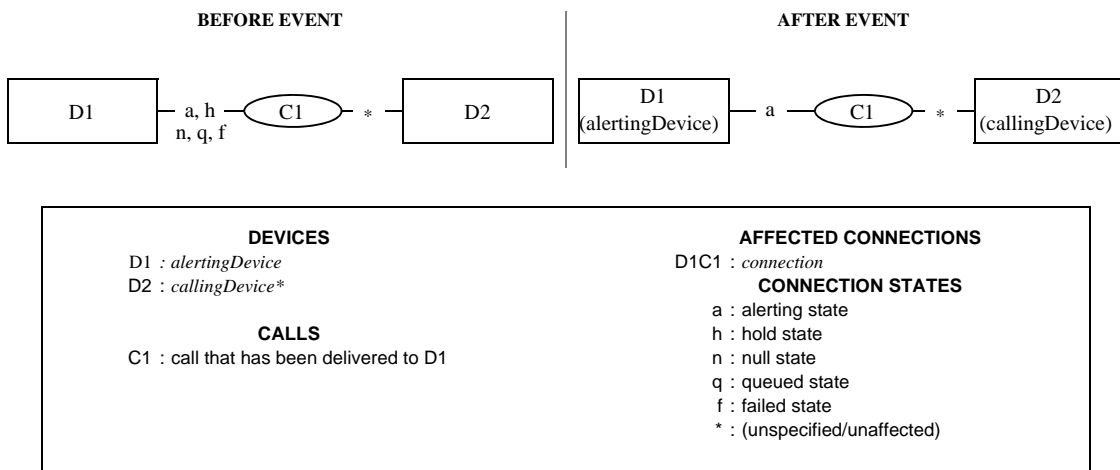 BEFORE EVENT
AFTER EVENT
D1
a, h
n, q, f
C1
*
D2
D1
(alertingDevice)
a
C1
*
D2
(callingDevice)
DEVICES
D1 : alertingDevice
D2 : callingDevice*
CALLS
C1 : call that has been delivered to D1
AFFECTED CONNECTIONS
D1C1 : connection
CONNECTION STATES
a : alerting state
h : hold state
n : null state
q : queued state
f : failed state
* : (unspecified/unaffected)